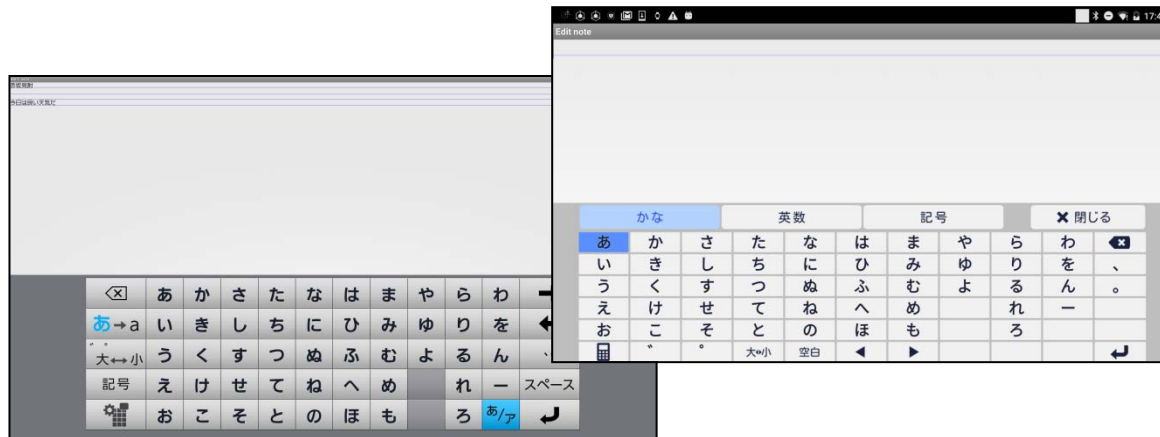 17:4
Edit note
今日は良い天気だ
かな 英数 記号 ✖ 閉じる
あ か さ た な は ま や ら わ
い き し ち に ひ み ゆ り を 、
う く す つ ぬ ふ む よ る ん 。
え け せ て ね へ め れ ー
お こ そ と の ほ も ろ
゛ ゜ 大⇔小 空白 ◀ ▶
あ か さ た な は ま や ら わ
あ→a い き し ち に ひ み ゆ り を
゛゜大↔小 う く す つ ぬ ふ む よ る ん 、
記号 え け せ て ね へ め れ ー スペース
お こ そ と の ほ も ろ あ/ア